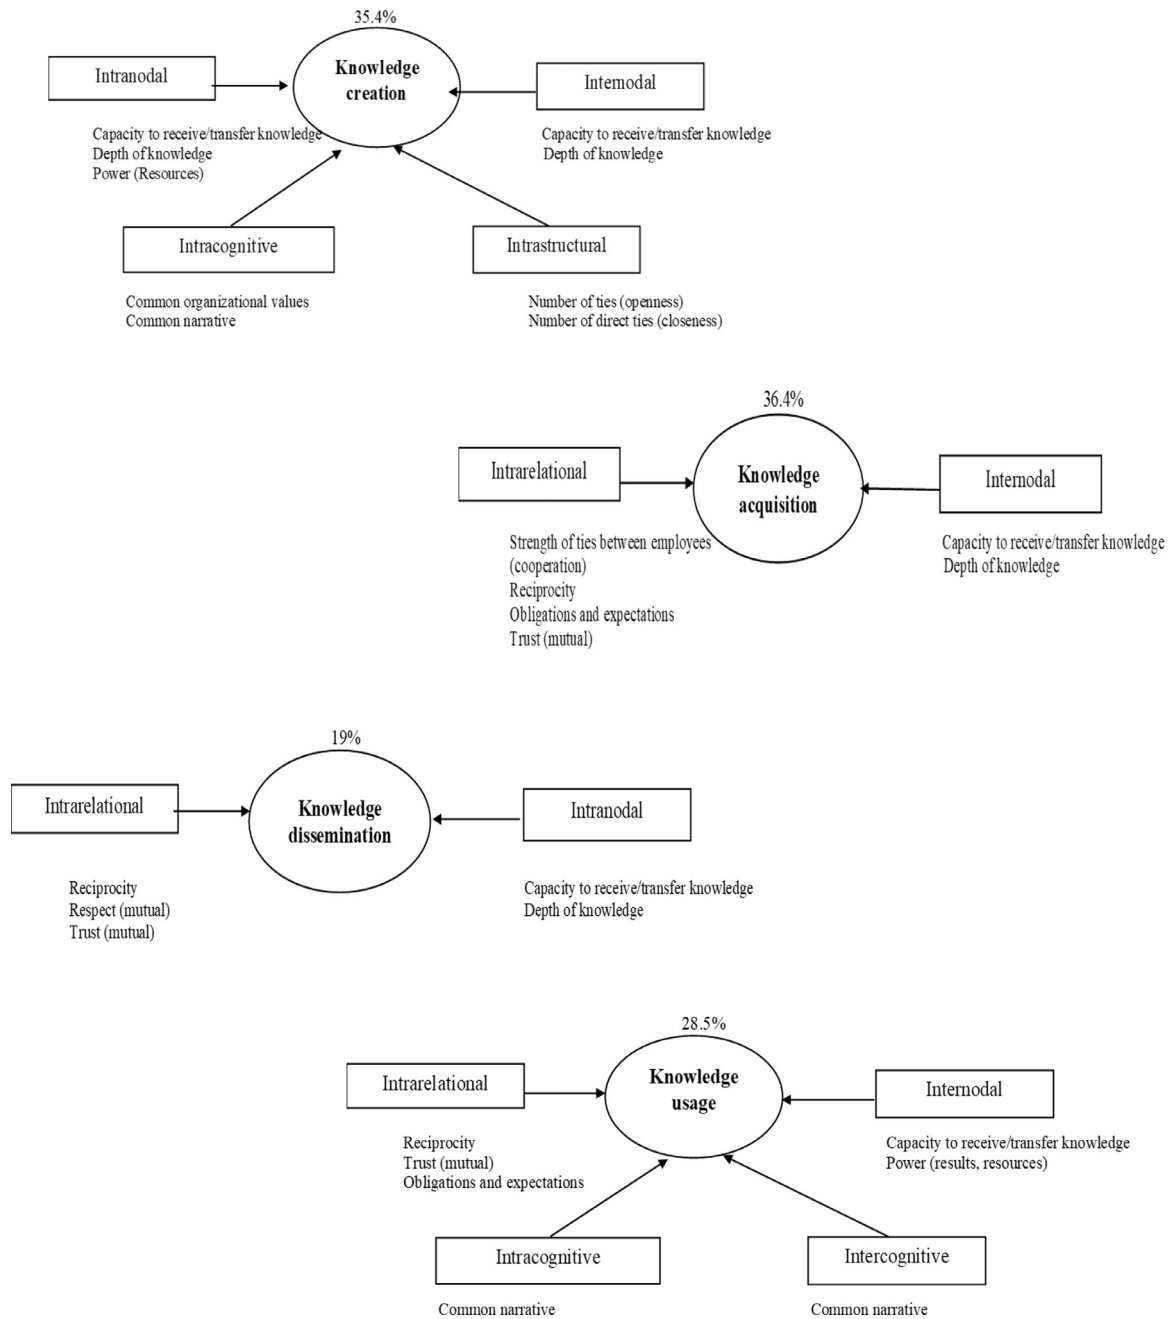 35.4%
Knowledge
creation
Intranodal
Internodal
Capacity to receive/transfer knowledge
Depth of knowledge
Power (Resources)
Capacity to receive/transfer knowledge
Depth of knowledge
Intracognitive
Intrastructural
Common organizational values
Common narrative
Number of ties (openness)
Number of direct ties (closeness)
36.4%
Intrarelational
Knowledge
acquisition
Internodal
Strength of ties between employees
(cooperation)
Reciprocity
Obligations and expectations
Trust (mutual)
Capacity to receive/transfer knowledge
Depth of knowledge
19%
Intrarelational
Knowledge
dissemination
Intranodal
Reciprocity
Respect (mutual)
Trust (mutual)
Capacity to receive/transfer knowledge
Depth of knowledge
28.5%
Intrarelational
Knowledge
usage
Internodal
Reciprocity
Trust (mutual)
Obligations and expectations
Capacity to receive/transfer knowledge
Power (results, resources)
Intracognitive
Intercognitive
Common narrative
Common narrative